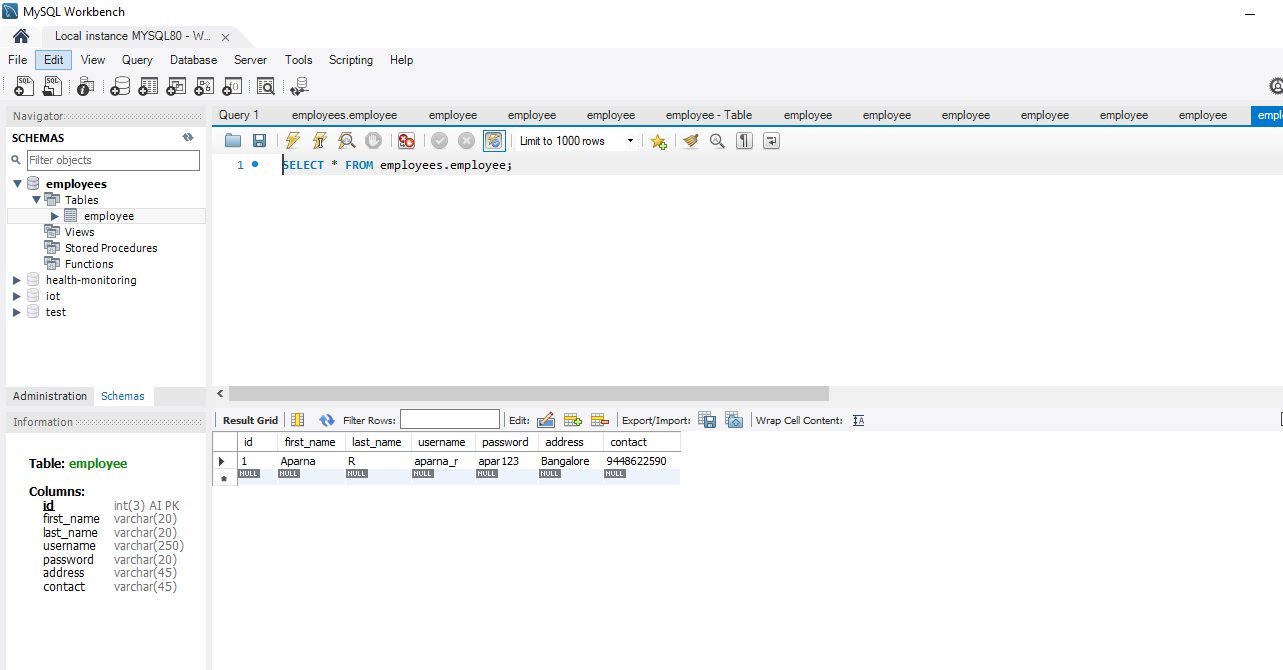 MySQL Workbench
Local instance MYSQL80 - W...
File Edit View Query Database Server Tools Scripting Help
Navigator
SCHEMAS
Filter objects
employees
Tables
employee
Views
Stored Procedures
Functions
health-monitoring
iot
test
Administration Schemas
Information
Table: employee
Columns:
id int(3) AI PK
first_name varchar(20)
last_name varchar(20)
username varchar(250)
password varchar(20)
address varchar(45)
contact varchar(45)
Query 1 employees.employee employee employee employee employee - Table employee employee employee employee employee employee empl
Limit to 1000 rows
1 SELECT * FROM employees.employee;
Result Grid Filter Rows: Edit: Export/Import: Wrap Cell Content:
id first_name last_name username password address contact
1 Aparna R aparna_r apar123 Bangalore 9448622590
NULL NULL NULL NULL NULL NULL NULL